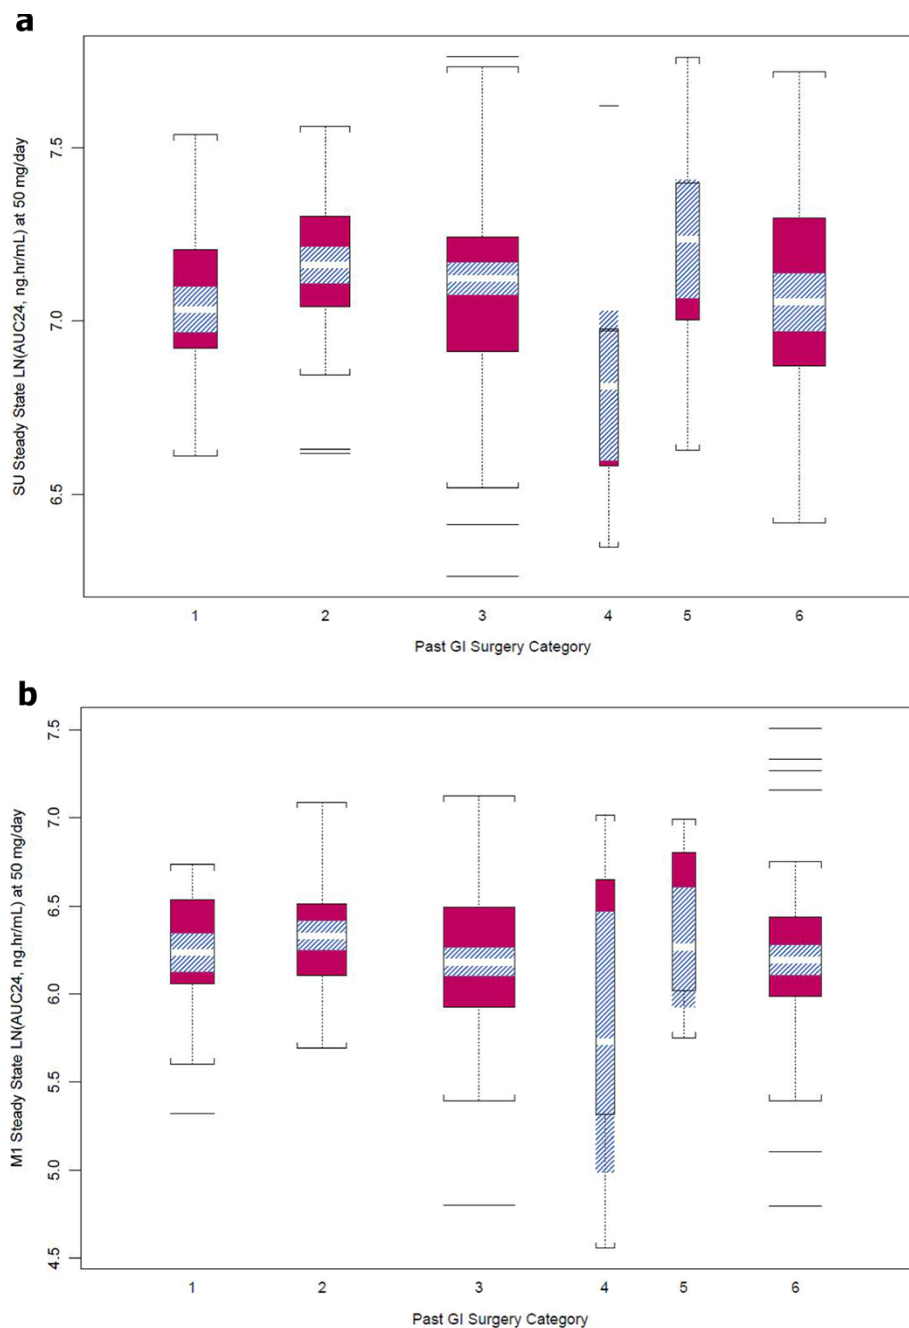 a
SU Steady State LN(AUC24, ng.hr/mL) at 50 mg/day
7.5
7.0
6.5
1 2 3 4 5 6
Past GI Surgery Category
b
M1 Steady State LN(AUC24, ng.hr/mL) at 50 mg/day
7.5
7.0
6.5
6.0
5.5
5.0
4.5
1 2 3 4 5 6
Past GI Surgery Category